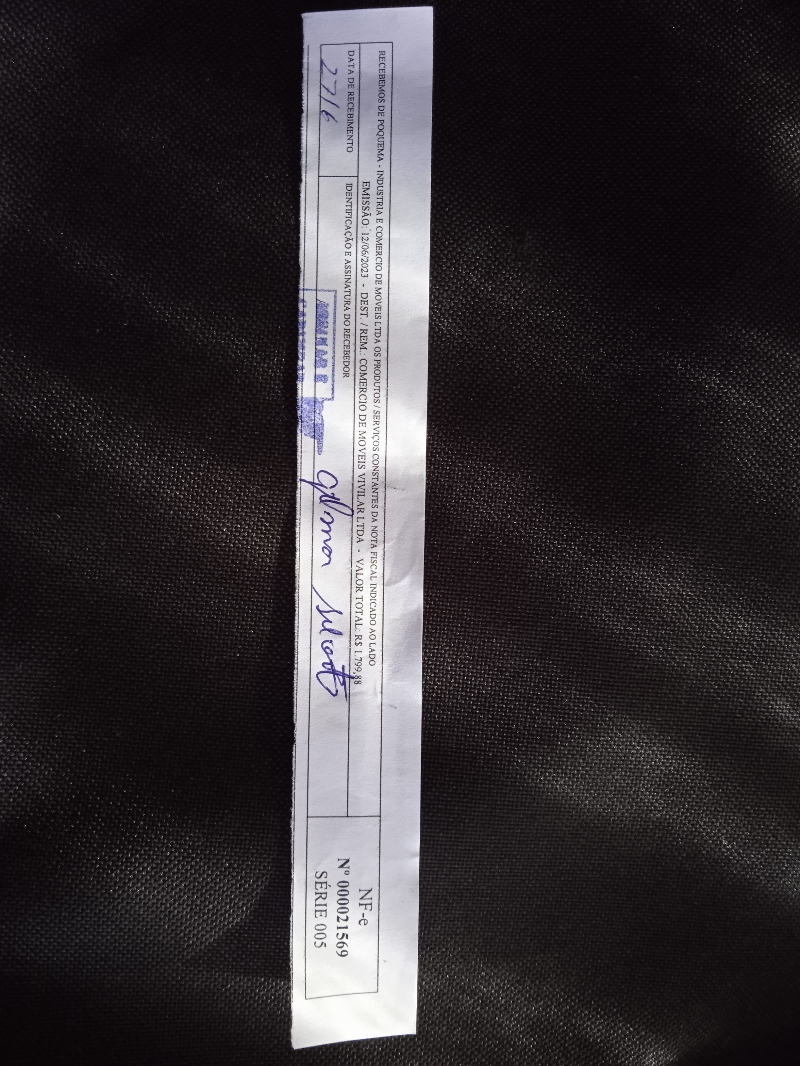 RECEBEMOS DE POQUEMA - INDUSTRIA E COMERCIO DE MOVEIS LTDA OS PRODUTOS / SERVIÇOS CONSTANTES DA NOTA FISCAL INDICADO AO LADO
EMISSÃO: 12/06/2023 - DEST. / REM.: COMERCIO DE MOVEIS VIVILAR LTDA - VALOR TOTAL: R$ 1.799,88
DATA DE RECEBIMENTO
27/6
IDENTIFICAÇÃO E ASSINATURA DO RECEBEDOR
NF-e
Nº 000021569
SÉRIE 005